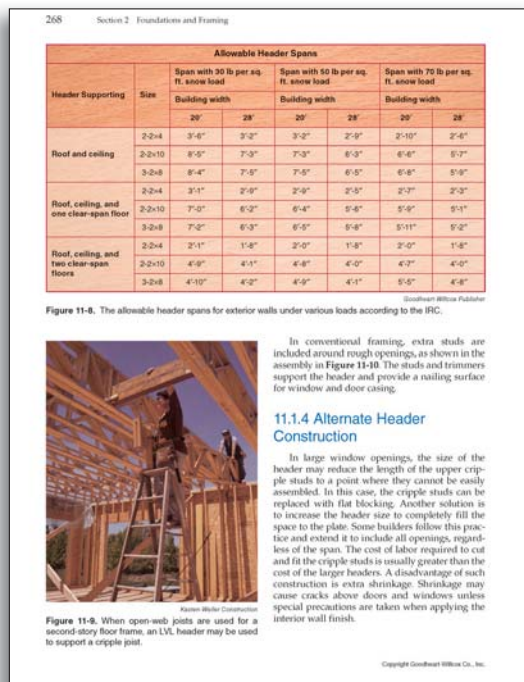 268 Section 2 Foundations and Framing
Allowable Header Spans
Header Supporting Size Span with 30 lb per sq. ft. snow load Span with 50 lb per sq. ft. snow load Span with 70 lb per sq. ft. snow load
Building width Building width Building width
20' 28' 20' 28' 20' 28'
Roof and ceiling
2-2×4 3'-6" 3'-2" 3'-2" 2'-9" 2'-10" 2'-6"
2-2×10 8'-5" 7'-3" 7'-3" 6'-3" 6'-6" 5'-7"
3-2×8 8'-4" 7'-5" 7'-5" 6'-5" 6'-8" 5'-9"
Roof, ceiling, and one clear-span floor
2-2×4 3'-1" 2'-9" 2'-9" 2'-5" 2'-7" 2'-3"
2-2×10 7'-0" 6'-2" 6'-4" 5'-6" 5'-9" 5'-1"
3-2×8 7'-2" 6'-3" 6'-5" 5'-8" 5'-11" 5'-2"
Roof, ceiling, and two clear-span floors
2-2×4 2'-1" 1'-8" 2'-0" 1'-8" 2'-0" 1'-8"
2-2×10 4'-9" 4'-1" 4'-8" 4'-0" 4'-7" 4'-0"
3-2×8 4'-10" 4'-2" 4'-9" 4'-1" 5'-5" 4'-8"
Goodheart-Willcox Publisher
Figure 11-8. The allowable header spans for exterior walls under various loads according to the IRC.
Kasten-Weiler Construction
Figure 11-9. When open-web joists are used for a
second-story floor frame, an LVL header may be used
to support a cripple joist.
In conventional framing, extra studs are
included around rough openings, as shown in the
assembly in Figure 11-10. The studs and trimmers
support the header and provide a nailing surface
for window and door casing.
11.1.4 Alternate Header
Construction
In large window openings, the size of the
header may reduce the length of the upper crip-
ple studs to a point where they cannot be easily
assembled. In this case, the cripple studs can be
replaced with flat blocking. Another solution is
to increase the header size to completely fill the
space to the plate. Some builders follow this prac-
tice and extend it to include all openings, regard-
less of the span. The cost of labor required to cut
and fit the cripple studs is usually greater than the
cost of the larger headers. A disadvantage of such
construction is extra shrinkage. Shrinkage may
cause cracks above doors and windows unless
special precautions are taken when applying the
interior wall finish.
Copyright Goodheart-Willcox Co., Inc.